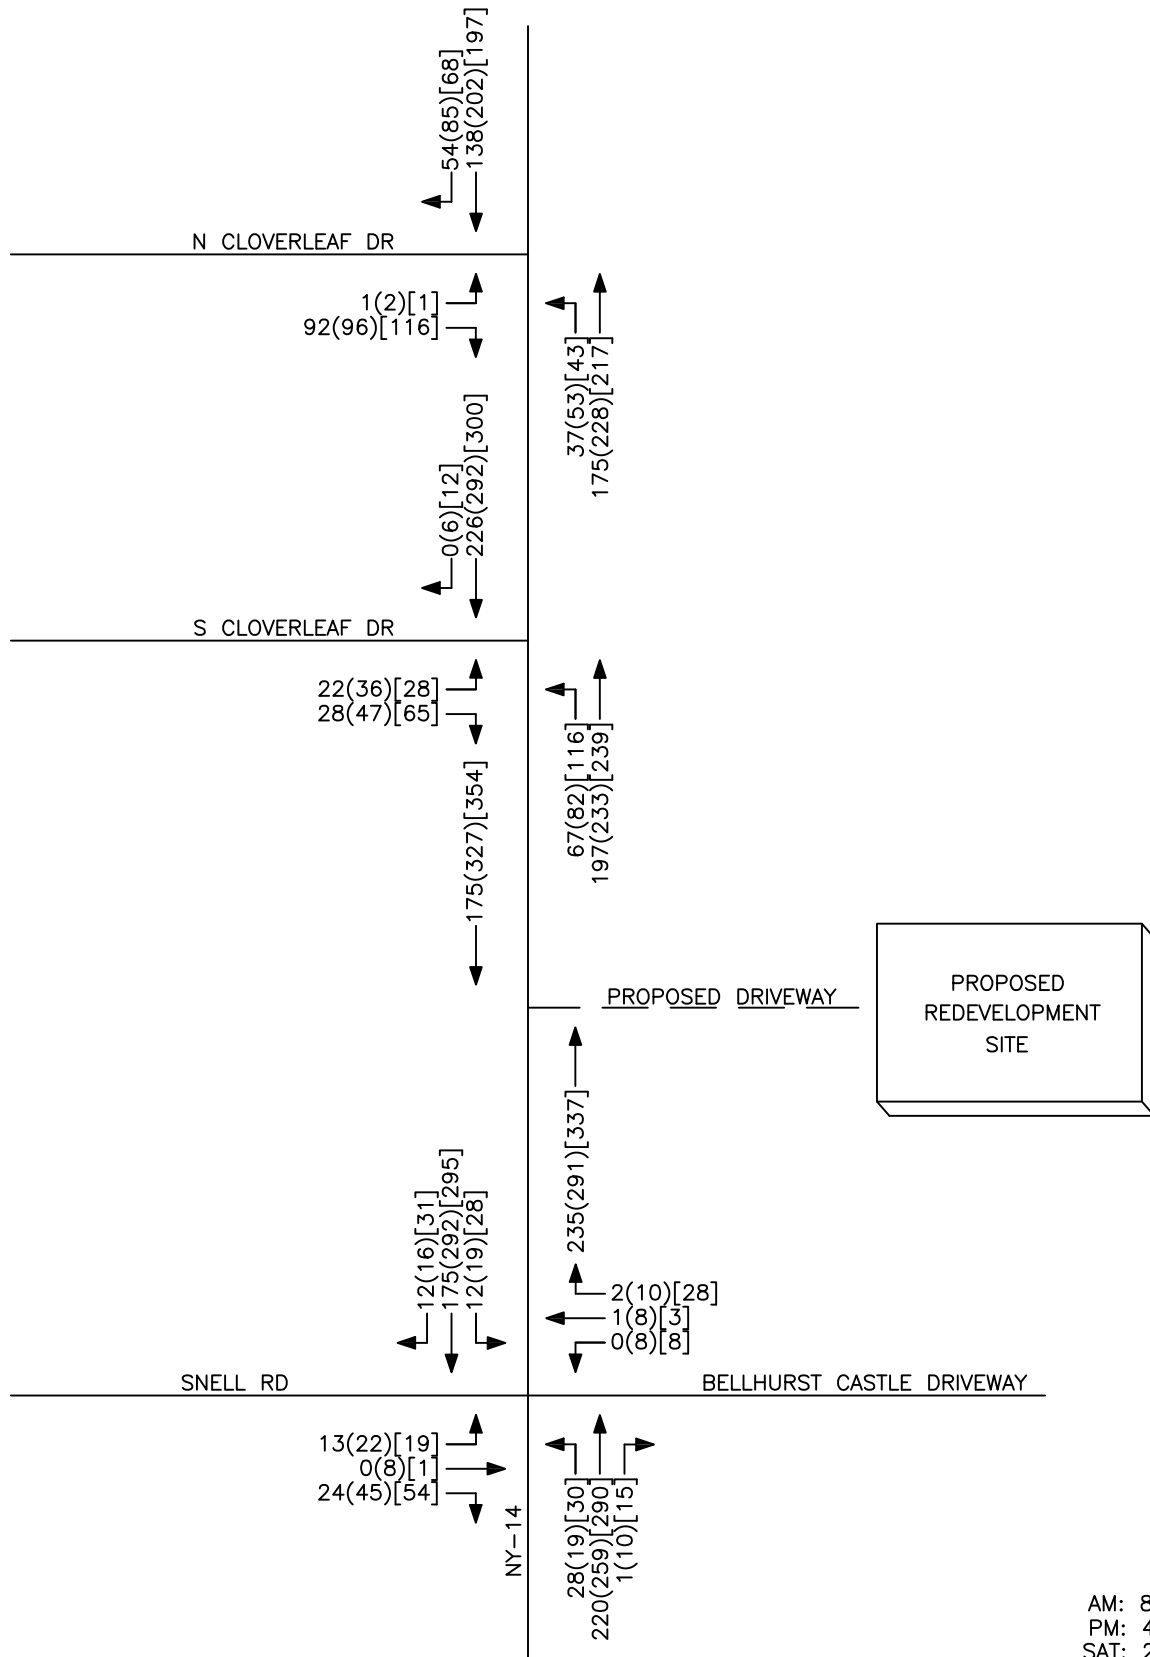 54(85)[68]
138(202)[197]
N CLOVERLEAF DR
1(2)[1]
92(96)[116]
37(53)[43]
175(228)[217]
0(6)[12]
226(292)[300]
S CLOVERLEAF DR
22(36)[28]
28(47)[65]
67(82)[116]
197(233)[239]
175(327)[354]
PROPOSED DRIVEWAY
PROPOSED
REDEVELOPMENT
SITE
235(291)[337]
12(16)[31]
175(292)[295]
12(19)[28]
2(10)[28]
1(8)[3]
0(8)[8]
SNELL RD
BELLHURST CASTLE DRIVEWAY
13(22)[19]
0(8)[1]
24(45)[54]
NY-14
28(19)[30]
220(259)[290]
1(10)[15]
AM: 8
PM: 4
SAT: 2